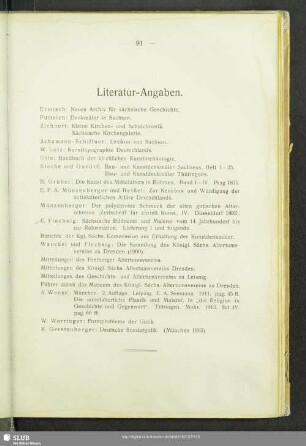 91 —
Literatur-Angaben.
Ermisch: Neues Archiv für sächsische Geschichte.
Puttrich: Denkmäler in Sachsen.
Ziehnert: Kleine Kirchen- und Schulchronik.
Sächsische Kirchengalerie.
Schumann-Schiffner: Lexikon von Sachsen.
W. Lotz: Kunsttopographie Deutschlands.
Otte: Handbuch der kirchlichen Kunstarchäologie.
Steche und Gurlitt: Bau- und Kunstdenkmäler Sachsens. Heft 1—25.
Bau- und Kunstdenkmäler Thüringens.
B. Grueber: Die Kunst des Mittelalters in Böhmen. Band I—IV. Prag 1871.
E. F. A. Münzenberger und Beissel: Zur Kenntnis und Würdigung der
mittelalterlichen Altäre Deutschlands.
Münzenberger: Der polychrome Schmuck der alten gotischen Altar-
schreine (Zeitschrift für christl. Kunst, IV. Düsseldorf
E. Flechsig: Sächsische Bildnerei und Malerei vom 14. Jahrhundert bis
zur Reformation. Lieferung 1 und folgende.
Berichte der Kgl. Sächs. Kommission zur Erhaltung der Kunstdenkmäler.
Wanckel und Flechsig: Die Sammlung des Königl. Sächs. Altertums-
vereins zu Dresden (1900).
Mitteilungen des Freiberger Altertumsvereins.
Mitteilungen des Königl. Sächs. Altertumsvereins zu Dresden.
Mitteilungen des Geschichts- und Altertumsvereins zu Leisnig.
Führer durch das Museum des Königl. Sächs. Altertumsvereins zu Dresden.
A. München. 2. Auflage. Leipzig. E. A. Seemann. 1911. pag. 45 ff.
Die mittelalterliche Plastik und Malerei, in „die Religion in
Geschichte und Gegenwart“. Tübingen. Mohr. 1913. Bd. IV.
pag. ff.
W. Worringer: Formprobleme der Gotik.
K. Gerstenberg: Deutsche Sondergotik. (München 1913)
SLUB